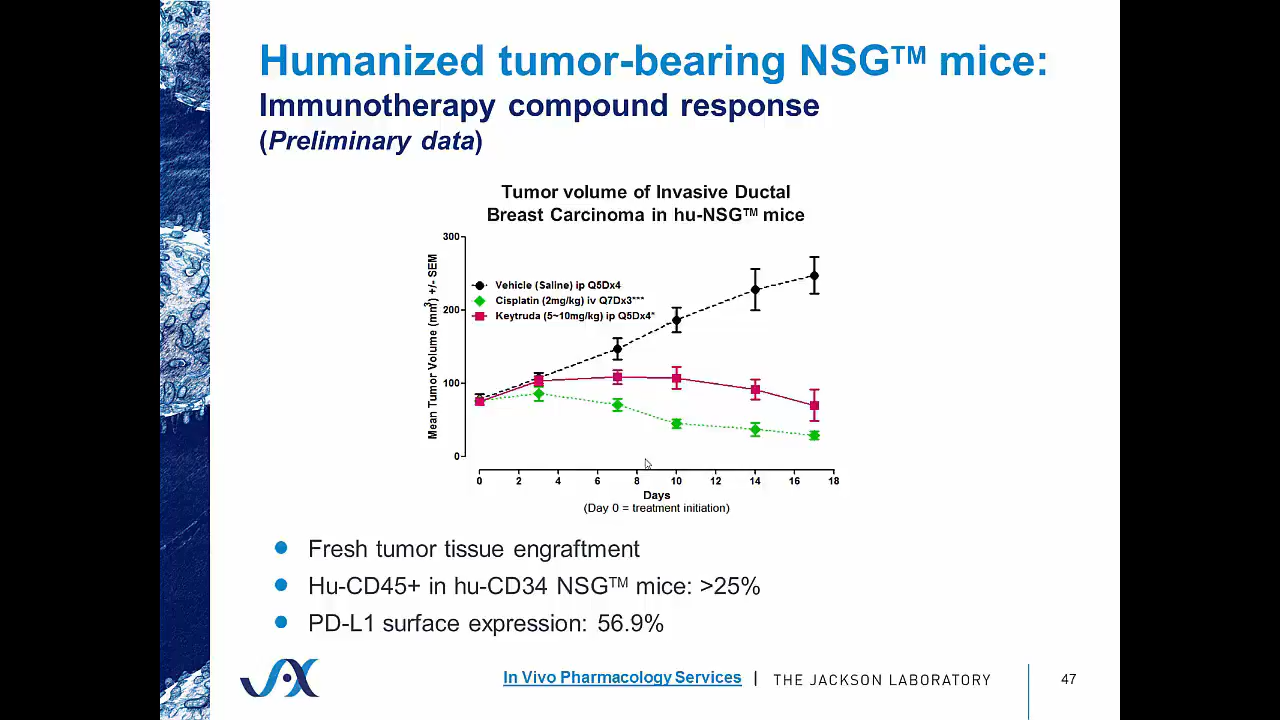 Humanized tumor-bearing NSG™ mice:
Immunotherapy compound response
(Preliminary data)
Tumor volume of Invasive Ductal
Breast Carcinoma in hu-NSG™ mice
Mean Tumor Volume (mm³) +/- SEM
300
200
100
0
Vehicle (Saline) ip Q5Dx4
Cisplatin (2mg/kg) iv Q7Dx3***
Keytruda (5~10mg/kg) ip Q5Dx4*
0 2 4 6 8 10 12 14 16 18
Days
(Day 0 = treatment initiation)
● Fresh tumor tissue engraftment
● Hu-CD45+ in hu-CD34 NSG™ mice: >25%
● PD-L1 surface expression: 56.9%
JAX
In Vivo Pharmacology Services | THE JACKSON LABORATORY 47